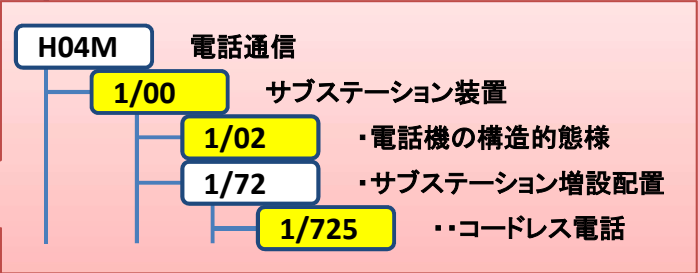 H04M 電話通信
1/00 サブステーション装置
1/02 ・電話機の構造的態様
1/72 ・サブステーション増設配置
1/725 ・・コードレス電話